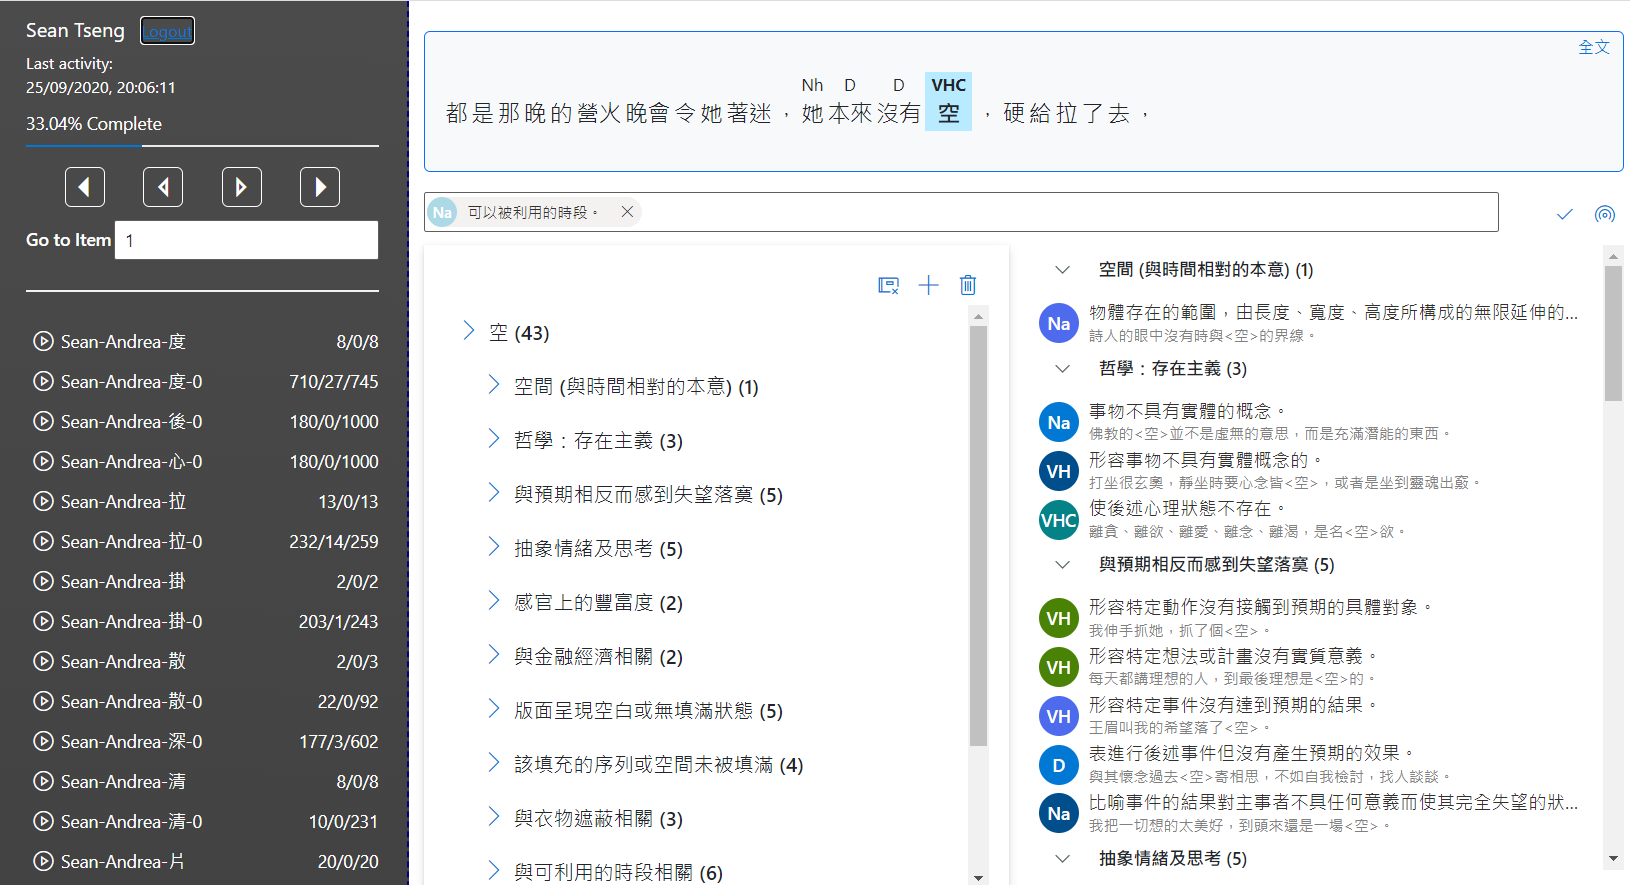 Sean Tseng Logout
Last activity:
25/09/2020, 20:06:11
33.04% Complete
Go to Item 1
Sean-Andrea-度 8/0/8
Sean-Andrea-度-0 710/27/745
Sean-Andrea-後-0 180/0/1000
Sean-Andrea-心-0 180/0/1000
Sean-Andrea-拉 13/0/13
Sean-Andrea-拉-0 232/14/259
Sean-Andrea-掛 2/0/2
Sean-Andrea-掛-0 203/1/243
Sean-Andrea-散 2/0/3
Sean-Andrea-散-0 22/0/92
Sean-Andrea-深-0 177/3/602
Sean-Andrea-清 8/0/8
Sean-Andrea-清-0 10/0/231
Sean-Andrea-片 20/0/20
全文
Nh D D VHC
都是那晚的營火晚會令她著迷，她本來沒有空，硬給拉了去，
Na 可以被利用的時段。
空 (43)
空間 (與時間相對的本意) (1)
哲學：存在主義 (3)
與預期相反而感到失望落寞 (5)
抽象情緒及思考 (5)
感官上的豐富度 (2)
與金融經濟相關 (2)
版面呈現空白或無填滿狀態 (5)
該填充的序列或空間未被填滿 (4)
與衣物遮蔽相關 (3)
與可利用的時段相關 (6)
空間 (與時間相對的本意) (1)
Na 物體存在的範圍，由長度、寬度、高度所構成的無限延伸的...
詩人的眼中沒有時與<空>的界線。
哲學：存在主義 (3)
Na 事物不具有實體的概念。
佛教的<空>並不是虛無的意思，而是充滿潛能的東西。
VH 形容事物不具有實體概念的。
打坐很玄奧，靜坐時要心念皆<空>，或者是坐到靈魂出竅。
VHC 使後述心理狀態不存在。
離貪、離欲、離愛、離念、離渴，是名<空>欲。
與預期相反而感到失望落寞 (5)
VH 形容特定動作沒有接觸到預期的具體對象。
我伸手抓她，抓了個<空>。
VH 形容特定想法或計畫沒有實質意義。
每天都講理想的人，到最後理想是<空>的。
VH 形容特定事件沒有達到預期的結果。
王眉叫我的希望落了<空>。
D 表進行後述事件但沒有產生預期的效果。
與其懷念過去<空>寄相思，不如自我檢討，找人談談。
Na 比喻事件的結果對主事者不具任何意義而使其完全失望的狀...
我把一切想的太美好，到頭來還是一場<空>。
抽象情緒及思考 (5)